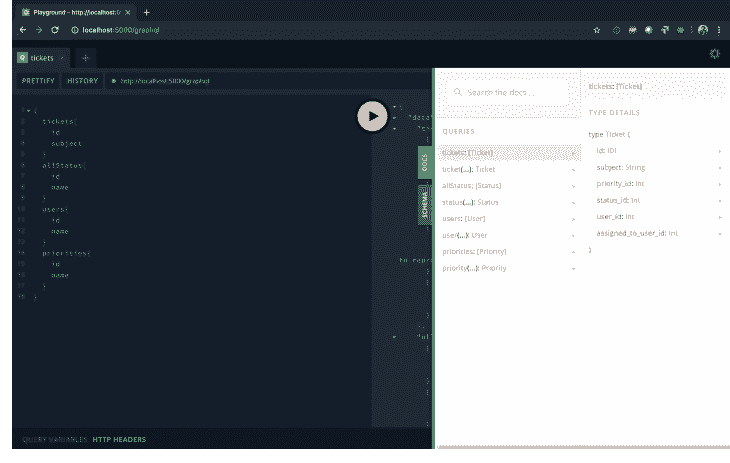 Playground - http://localhost:5
localhost:5000/graphql
tickets
PRETTIFY
HISTORY
http://localhost:5000/graphql
1 {
2 tickets{
3 id
4 subject
5 }
6 allStatus{
7 id
8 name
9 }
10 users{
11 id
12 name
13 }
14 priorities{
15 id
16 name
17 }
18 }
{
"data"
"ti
to repro
"al
DOCS
SCHEMA
Search the docs ...
QUERIES
tickets: [Ticket]
ticket(...): Ticket
allStatus: [Status]
status(...): Status
users: [User]
user(...): User
priorities: [Priority]
priority(...): Priority
tickets: [Ticket]
TYPE DETAILS
type Ticket {
id: ID!
subject: String
priority_id: Int
status_id: Int
user_id: Int
assigned_to_user_id: Int
}
QUERY VARIABLES
HTTP HEADERS